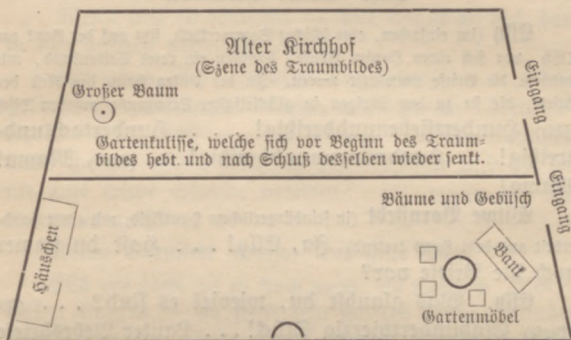 Alter Kirchhof
(Szene des Traumbildes)
Großer Baum
Eingang
Gartenkulisse, welche sich vor Beginn des Traum-
bildes hebt und nach Schluß desselben wieder senkt.
Eingang
Bäume und Gebüsch
Häuschen
Bank
Gartenmöbel